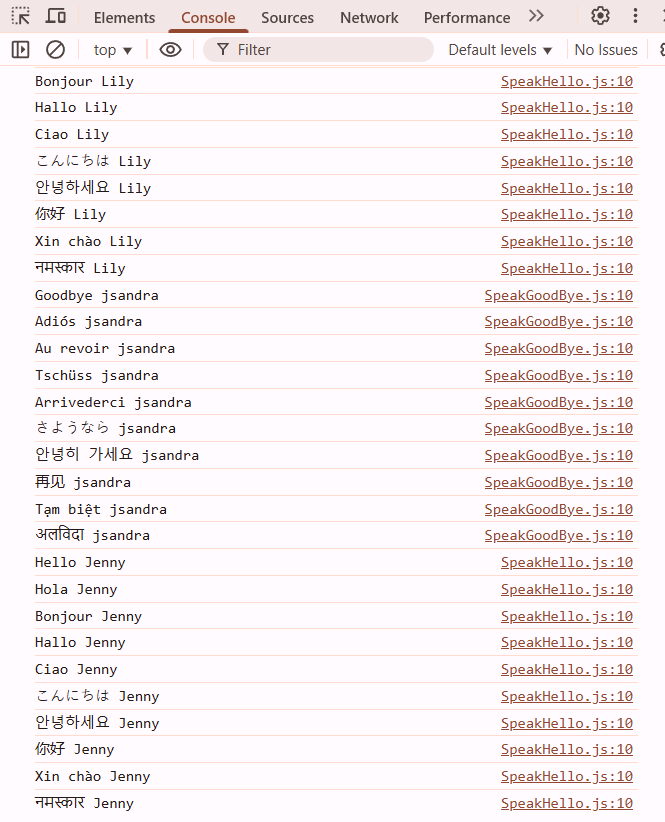 Elements Console Sources Network Performance
top Filter Default levels No Issues
Bonjour Lily SpeakHello.js:10
Hallo Lily SpeakHello.js:10
Ciao Lily SpeakHello.js:10
こんにちは Lily SpeakHello.js:10
안녕하세요 Lily SpeakHello.js:10
你好 Lily SpeakHello.js:10
Xin chào Lily SpeakHello.js:10
नमस्कार Lily SpeakHello.js:10
Goodbye jsandra SpeakGoodBye.js:10
Adiós jsandra SpeakGoodBye.js:10
Au revoir jsandra SpeakGoodBye.js:10
Tschüss jsandra SpeakGoodBye.js:10
Arrivederci jsandra SpeakGoodBye.js:10
さようなら jsandra SpeakGoodBye.js:10
안녕히 가세요 jsandra SpeakGoodBye.js:10
再见 jsandra SpeakGoodBye.js:10
Tạm biệt jsandra SpeakGoodBye.js:10
अलविदा jsandra SpeakGoodBye.js:10
Hello Jenny SpeakHello.js:10
Hola Jenny SpeakHello.js:10
Bonjour Jenny SpeakHello.js:10
Hallo Jenny SpeakHello.js:10
Ciao Jenny SpeakHello.js:10
こんにちは Jenny SpeakHello.js:10
안녕하세요 Jenny SpeakHello.js:10
你好 Jenny SpeakHello.js:10
Xin chào Jenny SpeakHello.js:10
नमस्कार Jenny SpeakHello.js:10